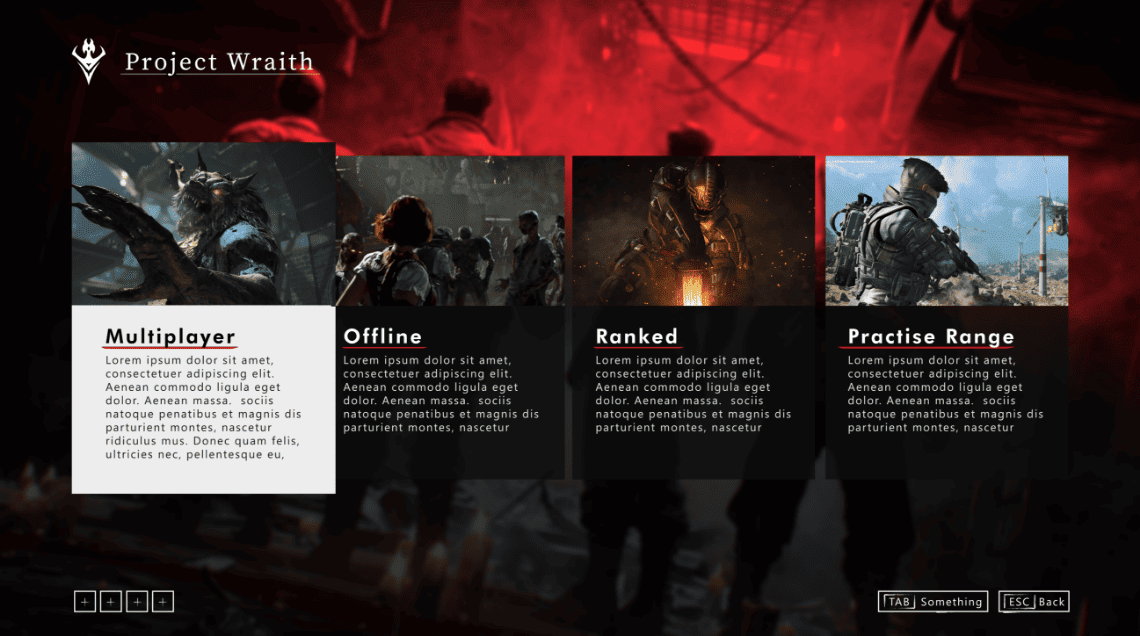 Project Wraith
Multiplayer
Lorem ipsum dolor sit amet,
consectetuer adipiscing elit.
Aenean commodo ligula eget
dolor. Aenean massa.  sociis
natoque penatibus et magnis dis
parturient montes, nascetur
ridiculus mus. Donec quam felis,
ultricies nec, pellentesque eu,
Offline
Lorem ipsum dolor sit amet,
consectetuer adipiscing elit.
Aenean commodo ligula eget
dolor. Aenean massa.  sociis
natoque penatibus et magnis dis
parturient montes, nascetur
Ranked
Lorem ipsum dolor sit amet,
consectetuer adipiscing elit.
Aenean commodo ligula eget
dolor. Aenean massa.  sociis
natoque penatibus et magnis dis
parturient montes, nascetur
Practise Range
Lorem ipsum dolor sit amet,
consectetuer adipiscing elit.
Aenean commodo ligula eget
dolor. Aenean massa.  sociis
natoque penatibus et magnis dis
parturient montes, nascetur
+ + + +
TAB Something
ESC Back